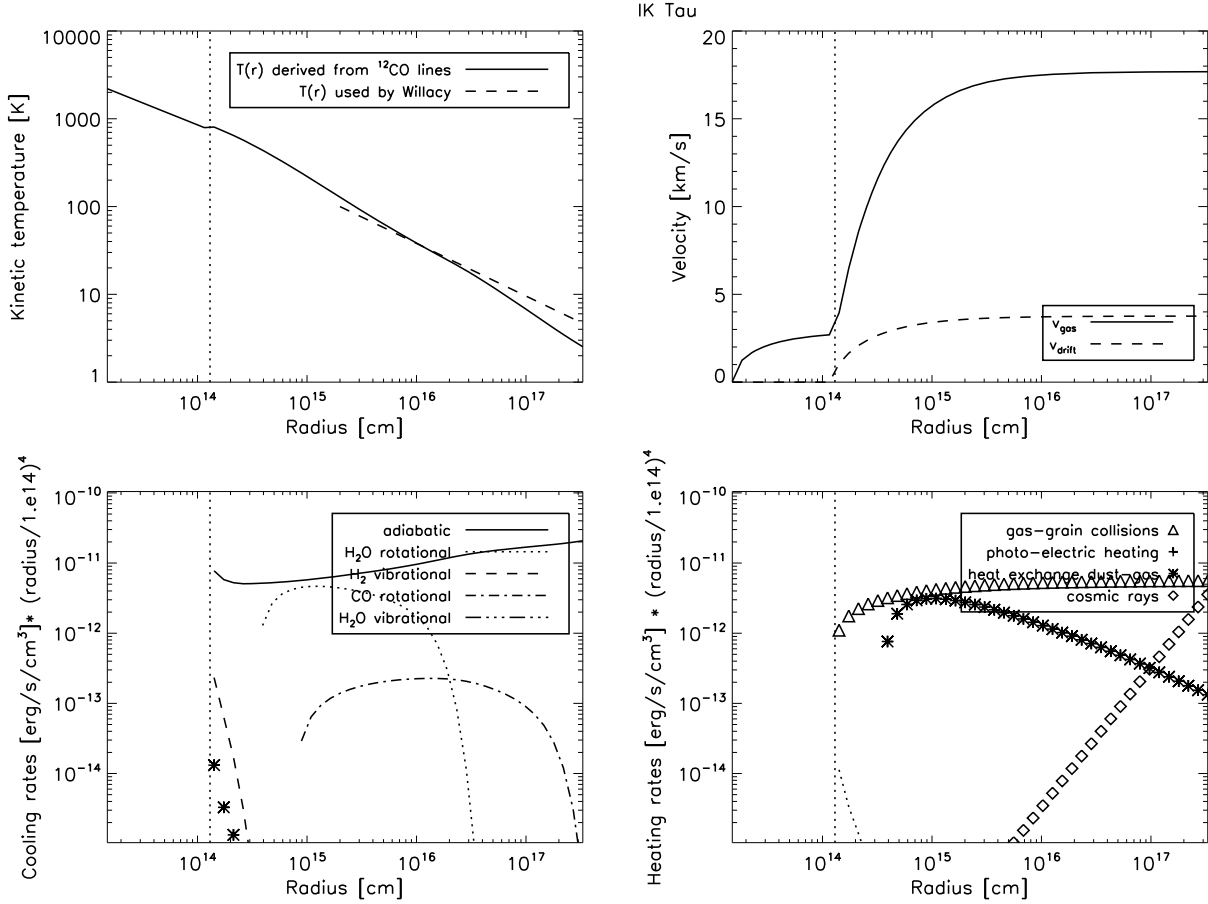 IK Tau
10000
1000
100
10
1
Kinetic temperature [K]
T(r) derived from ¹²CO lines
T(r) used by Willacy
10¹⁴ 10¹⁵ 10¹⁶ 10¹⁷
Radius [cm]
20
15
10
5
0
Velocity [km/s]
v_gas
v_drift
10¹⁴ 10¹⁵ 10¹⁶ 10¹⁷
Radius [cm]
10⁻¹⁰
10⁻¹¹
10⁻¹²
10⁻¹³
10⁻¹⁴
Cooling rates [erg/s/cm³]* (radius/1.e14)⁴
adiabatic
H₂O rotational
H₂ vibrational
CO rotational
H₂O vibrational
10¹⁴ 10¹⁵ 10¹⁶ 10¹⁷
Radius [cm]
10⁻¹⁰
10⁻¹¹
10⁻¹²
10⁻¹³
10⁻¹⁴
Heating rates [erg/s/cm³]* (radius/1.e14)⁴
gas-grain collisions
photo-electric heating
heat exchange dust-gas
cosmic rays
10¹⁴ 10¹⁵ 10¹⁶ 10¹⁷
Radius [cm]